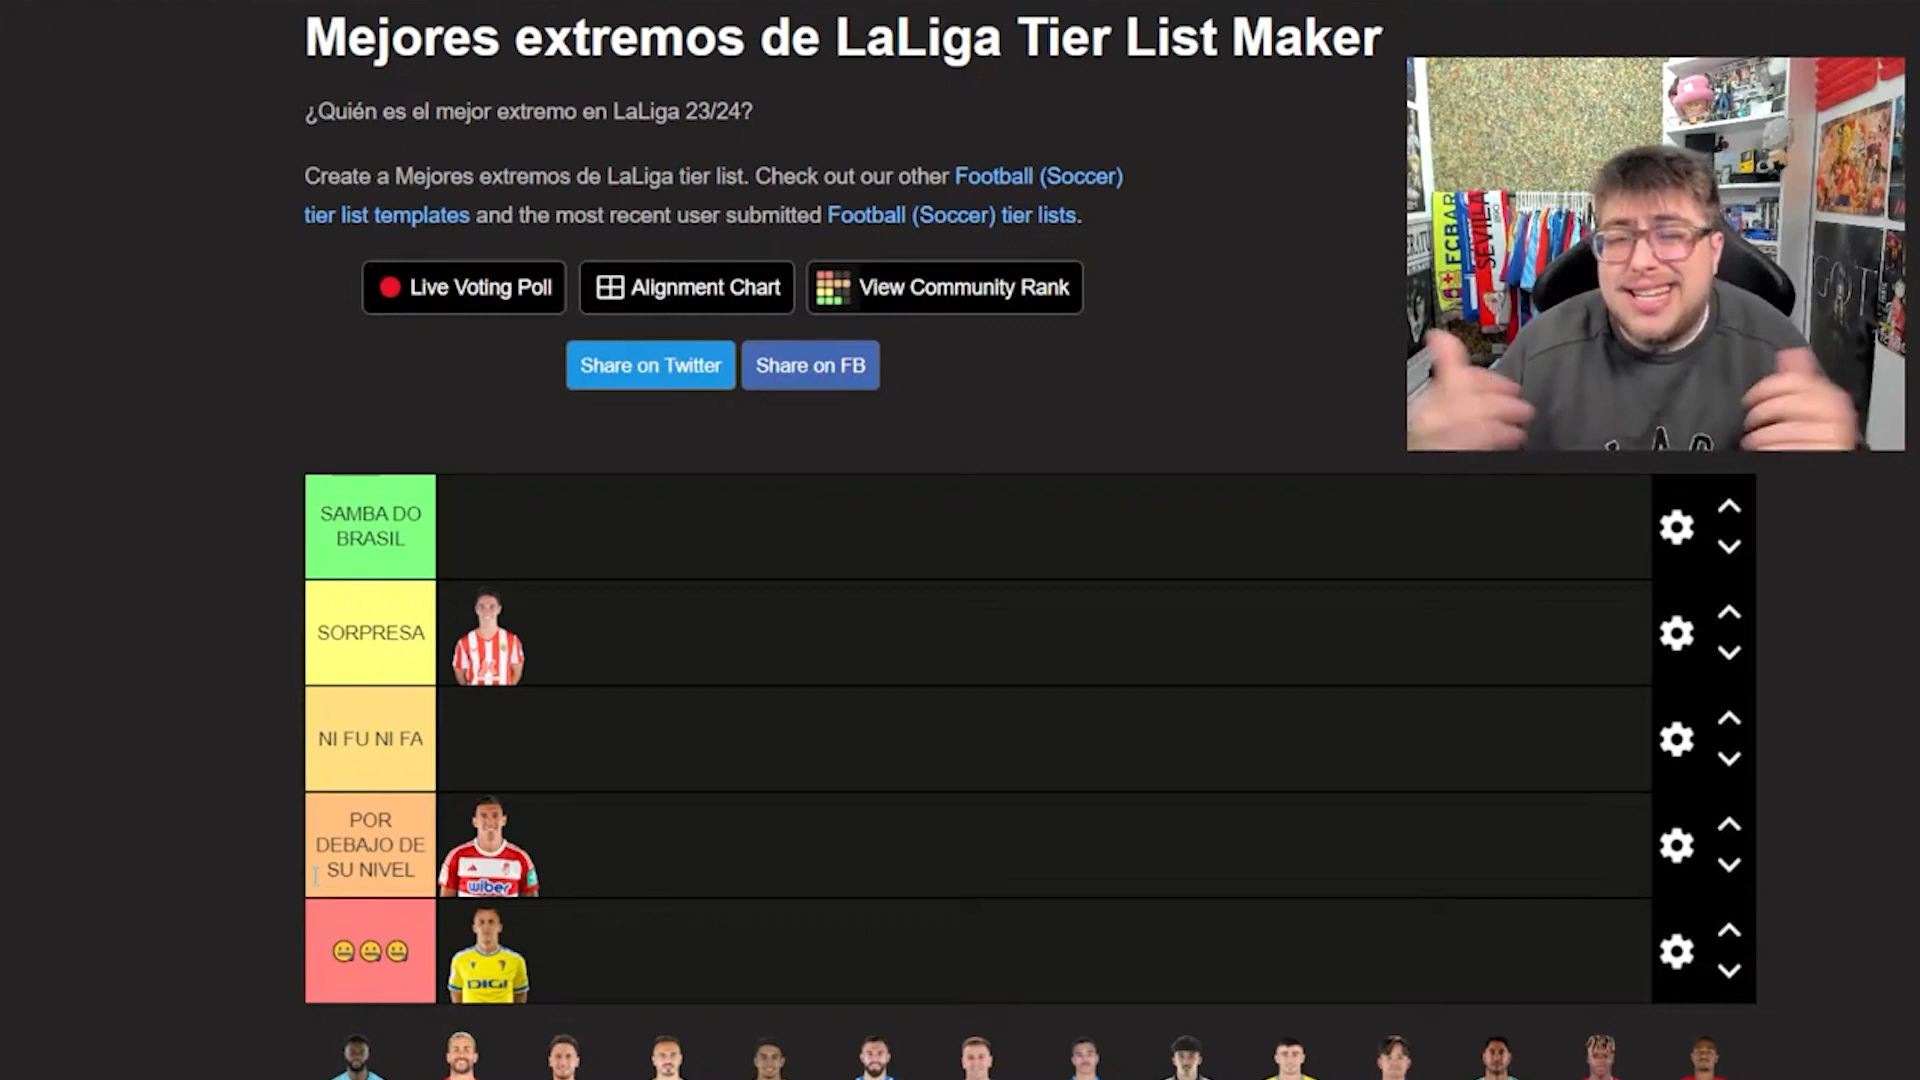 Mejores extremos de LaLiga Tier List Maker
¿Quién es el mejor extremo en LaLiga 23/24?
Create a Mejores extremos de LaLiga tier list. Check out our other Football (Soccer)
tier list templates and the most recent user submitted Football (Soccer) tier lists.
Live Voting Poll
Alignment Chart
View Community Rank
Share on Twitter
Share on FB
FCBAR
SEVILLA
SAMBA DO
BRASIL
SORPRESA
NI FU NI FA
POR
DEBAJO DE
SU NIVEL
wiber
DIGI